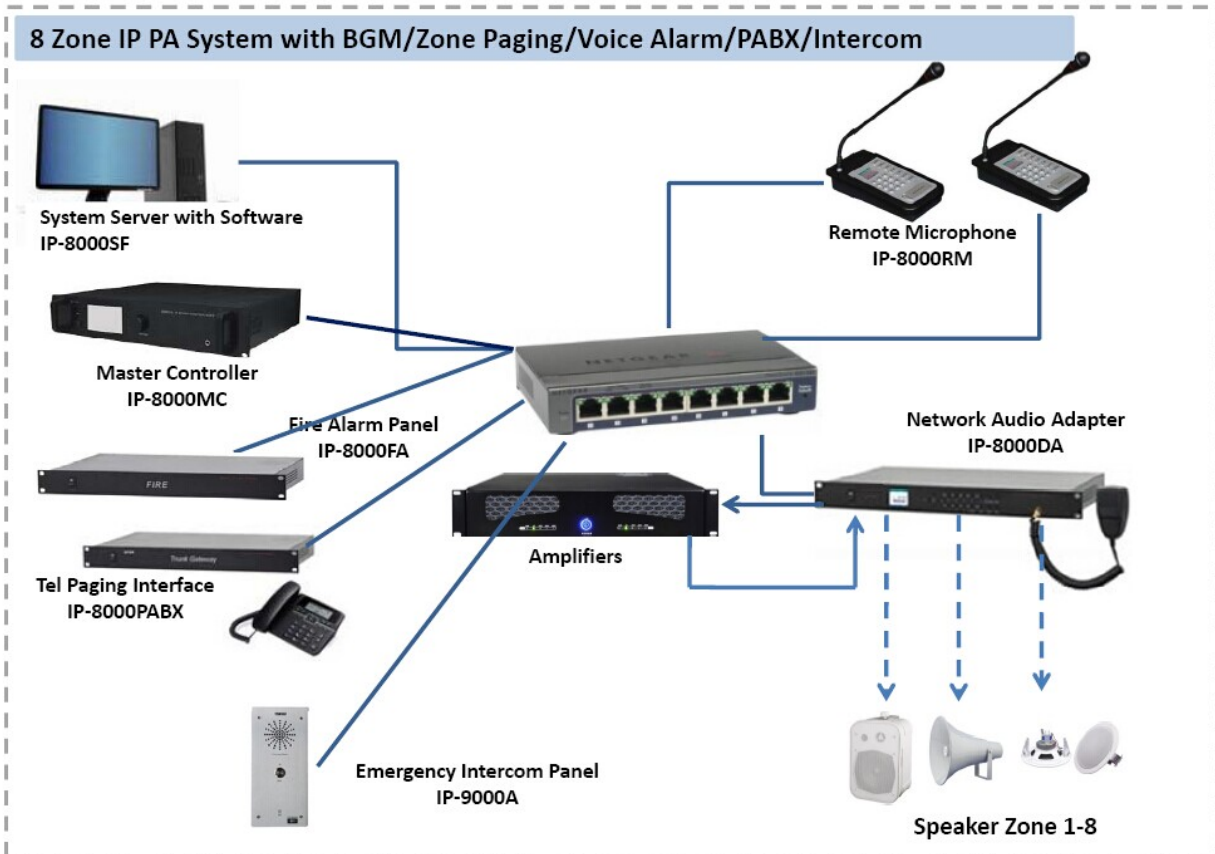 8 Zone IP PA System with BGM/Zone Paging/Voice Alarm/PABX/Intercom
System Server with Software
IP-8000SF
Remote Microphone
IP-8000RM
Master Controller
IP-8000MC
NETGEAR
Fire Alarm Panel
IP-8000FA
Network Audio Adapter
IP-8000DA
FIRE
Amplifiers
Trunk Gateway
Tel Paging Interface
IP-8000PABX
Emergency Intercom Panel
IP-9000A
Speaker Zone 1-8